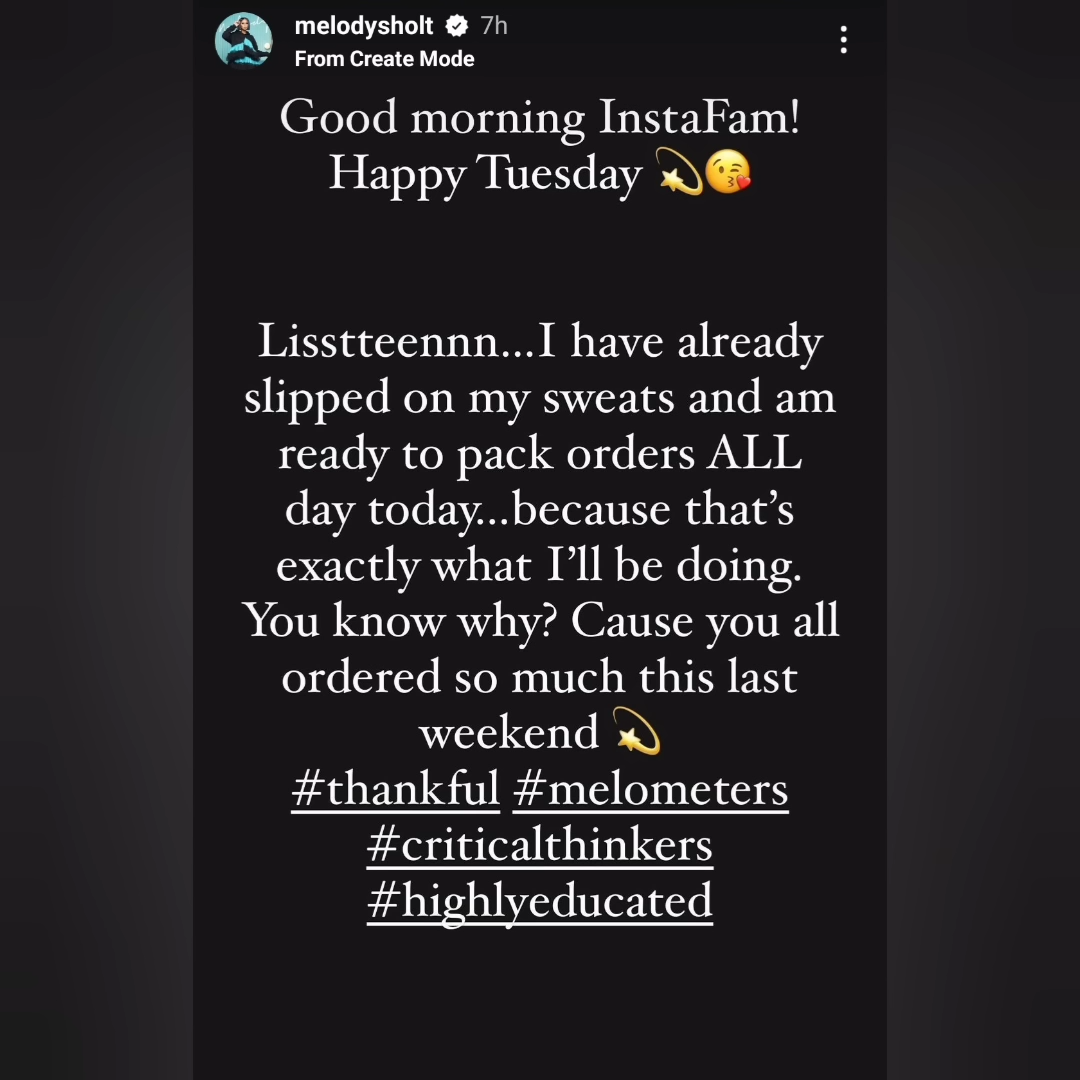 melodysholt 7h
From Create Mode
Good morning InstaFam!
Happy Tuesday 💫😘
Lisstteennn...I have already
slipped on my sweats and am
ready to pack orders ALL
day today...because that's
exactly what I'll be doing.
You know why? Cause you all
ordered so much this last
weekend 💫
#thankful #melometers
#criticalthinkers
#highlyeducated